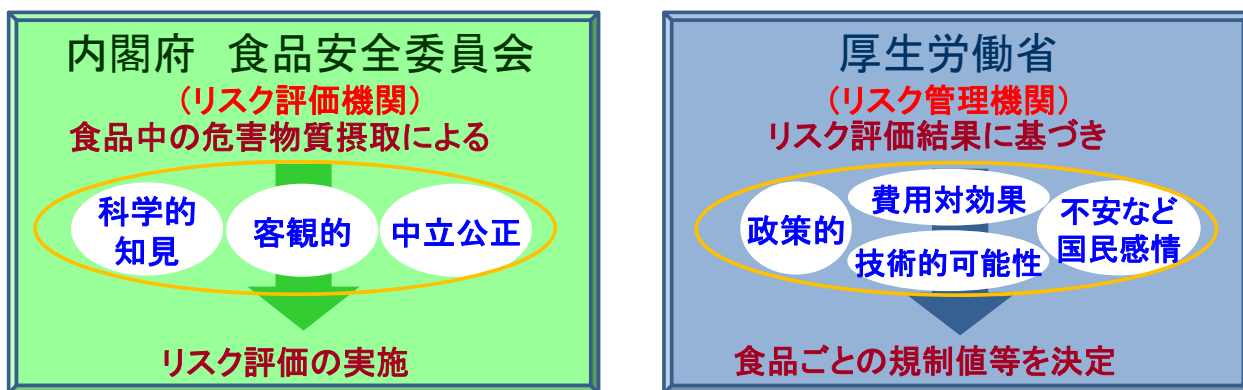 内閣府　食品安全委員会
（リスク評価機関）
食品中の危害物質摂取による
科学的
知見
客観的
中立公正
リスク評価の実施
厚生労働省
（リスク管理機関）
リスク評価結果に基づき
政策的
費用対効果
技術的可能性
不安など
国民感情
食品ごとの規制値等を決定